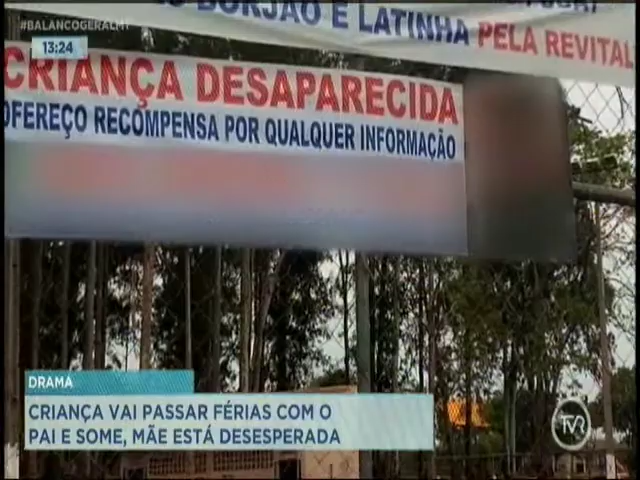 #BALANCOGERALMT
13:24
BORJÃO E LATINHA PELA REVITAL
CRIANÇA DESAPARECIDA
OFEREÇO RECOMPENSA POR QUALQUER INFORMAÇÃO
DRAMA
CRIANÇA VAI PASSAR FÉRIAS COM O
PAI E SOME, MÃE ESTÁ DESESPERADA
TVR